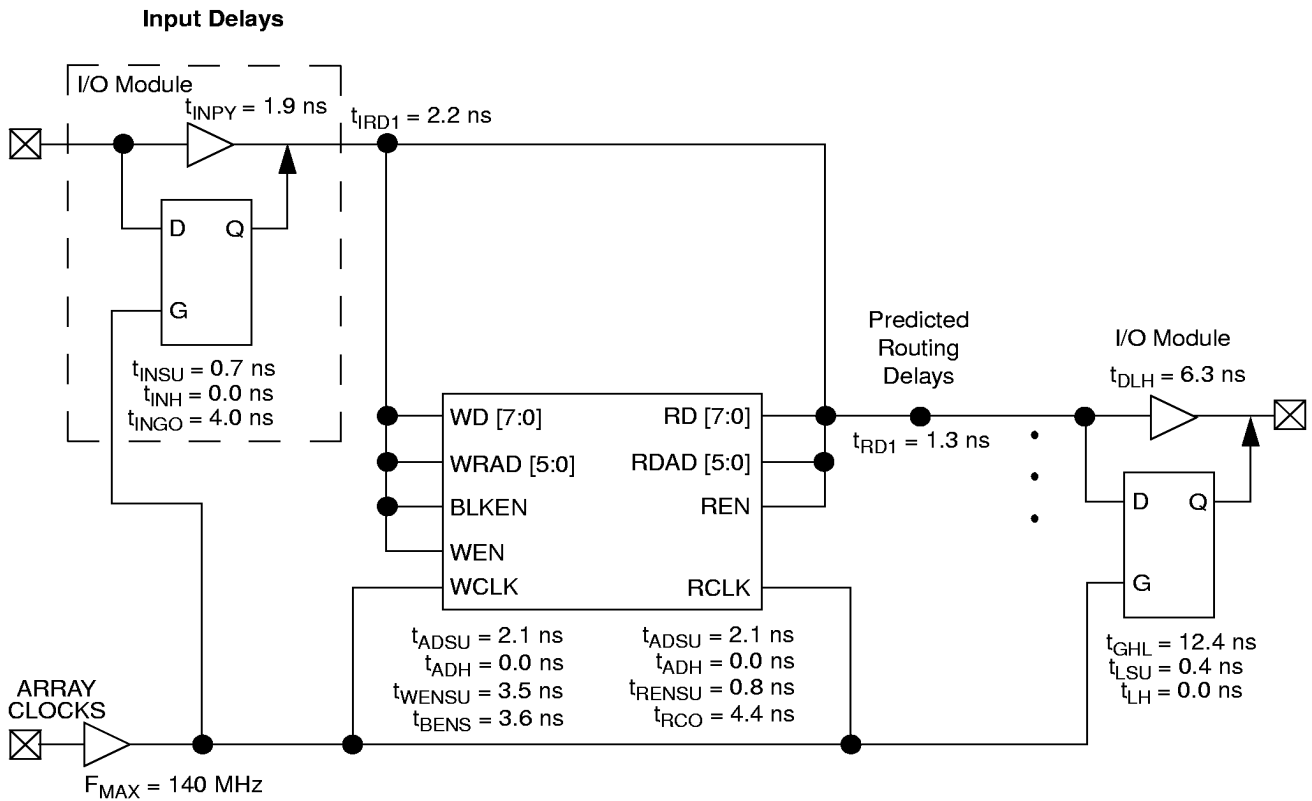 Input Delays
I/O Module
tINPY = 1.9 ns
tIRD1 = 2.2 ns
D Q
G
tINSU = 0.7 ns
tINH = 0.0 ns
tINGO = 4.0 ns
Predicted
Routing
Delays
I/O Module
tDLH = 6.3 ns
WD [7:0] RD [7:0]
tRD1 = 1.3 ns
WRAD [5:0] RDAD [5:0]
BLKEN REN
WEN
WCLK RCLK
D Q
G
tADSU = 2.1 ns
tADH = 0.0 ns
tWENSU = 3.5 ns
tBENS = 3.6 ns
tADSU = 2.1 ns
tADH = 0.0 ns
tRENSU = 0.8 ns
tRCO = 4.4 ns
tGHL = 12.4 ns
tLSU = 0.4 ns
tLH = 0.0 ns
ARRAY
CLOCKS
FMAX = 140 MHz